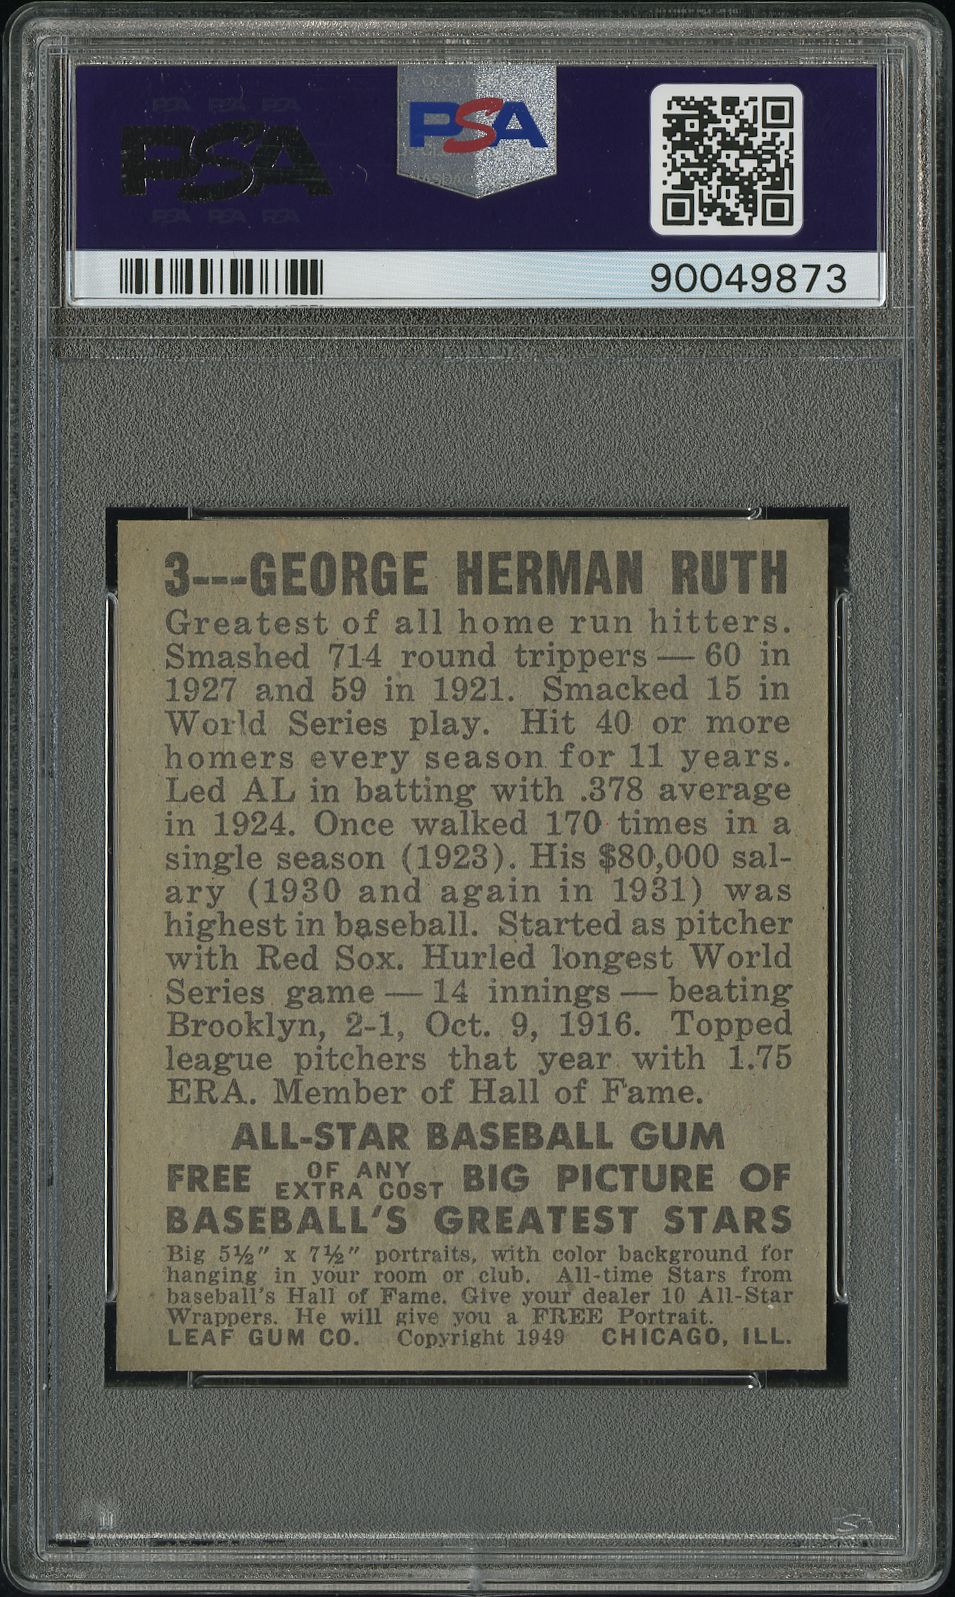 PSA
PSA
90049873
3---GEORGE HERMAN RUTH
Greatest of all home run hitters.
Smashed 714 round trippers — 60 in
1927 and 59 in 1921. Smacked 15 in
World Series play. Hit 40 or more
homers every season for 11 years.
Led AL in batting with .378 average
in 1924. Once walked 170 times in a
single season (1923). His $80,000 sal-
ary (1930 and again in 1931) was
highest in baseball. Started as pitcher
with Red Sox. Hurled longest World
Series game — 14 innings — beating
Brooklyn, 2-1, Oct. 9, 1916. Topped
league pitchers that year with 1.75
ERA. Member of Hall of Fame.
ALL-STAR BASEBALL GUM
FREE OF ANY EXTRA COST BIG PICTURE OF
BASEBALL'S GREATEST STARS
Big 5½" x 7½" portraits, with color background for
hanging in your room or club. All-time Stars from
baseball's Hall of Fame. Give your dealer 10 All-Star
Wrappers. He will give you a FREE Portrait.
LEAF GUM CO. Copyright 1949 CHICAGO, ILL.